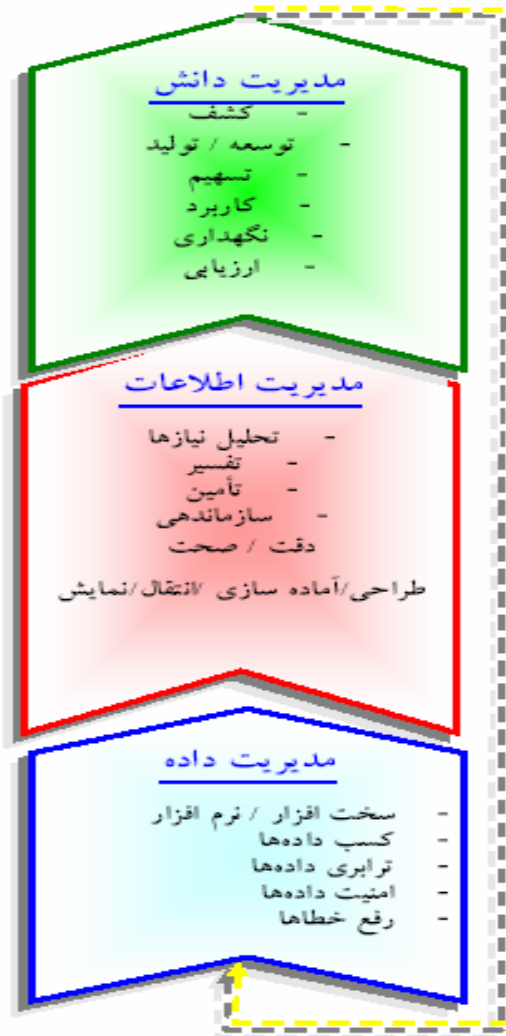 مدیریت دانش
- کشف
- توسعه / تولید
- تسهیم
- کاربرد
- نگهداری
- ارزیابی
مدیریت اطلاعات
- تحلیل نیازها
- تفسیر
- تأمین
- سازماندهی
دقت / صحت
طراحی/آماده سازی /انتقال/نمایش
مدیریت داده
- سخت افزار / نرم افزار
- کسب داده‌ها
- ترابری داده‌ها
- امنیت داده‌ها
- رفع خطاها